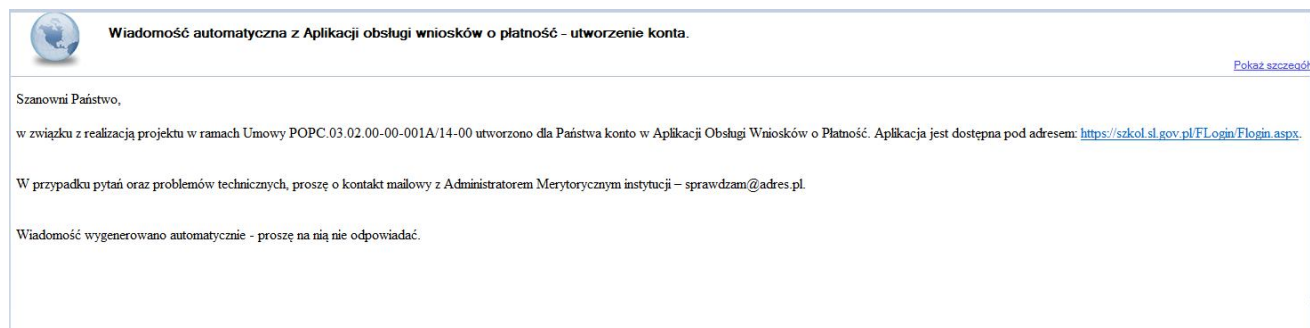 Wiadomość automatyczna z Aplikacji obsługi wniosków o płatność - utworzenie konta.
Pokaż szczegół
Szanowni Państwo,
w związku z realizacją projektu w ramach Umowy POPC.03.02.00-00-001A/14-00 utworzono dla Państwa konto w Aplikacji Obsługi Wniosków o Płatność. Aplikacja jest dostępna pod adresem: https://szkol.sl.gov.pl/FLogin/Flogin.aspx.
W przypadku pytań oraz problemów technicznych, proszę o kontakt mailowy z Administratorem Merytorycznym instytucji – sprawdzam@adres.pl.
Wiadomość wygenerowano automatycznie - proszę na nią nie odpowiadać.